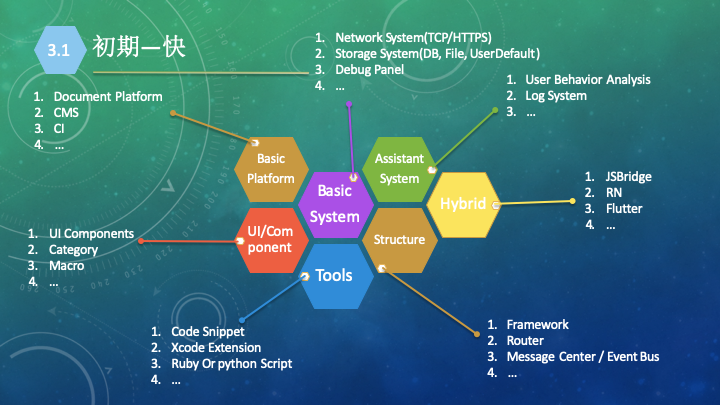 3.1
初期—快
1. Network System(TCP/HTTPS)
2. Storage System(DB, File, UserDefault)
3. Debug Panel
4. ...
1. User Behavior Analysis
2. Log System
3. ...
1. Document Platform
2. CMS
3. CI
4. ...
Basic
Platform
Assistant
System
Basic
System
Hybrid
1. JSBridge
2. RN
3. Flutter
4. ...
1. UI Components
2. Category
3. Macro
4. ...
UI/Com
ponent
Structure
Tools
1. Code Snippet
2. Xcode Extension
3. Ruby Or python Script
4. ...
1. Framework
2. Router
3. Message Center / Event Bus
4. ...